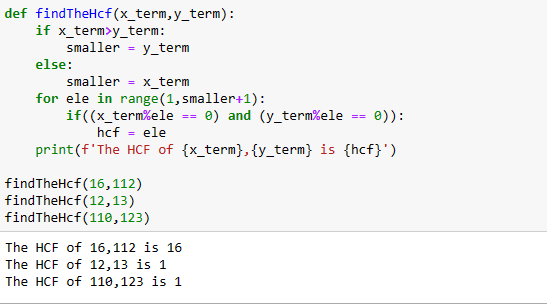 def findTheHcf(x_term,y_term):
    if x_term>y_term:
        smaller = y_term
    else:
        smaller = x_term
    for ele in range(1,smaller+1):
        if((x_term%ele == 0) and (y_term%ele == 0)):
            hcf = ele
    print(f'The HCF of {x_term},{y_term} is {hcf}')
findTheHcf(16,112)
findTheHcf(12,13)
findTheHcf(110,123)
The HCF of 16,112 is 16
The HCF of 12,13 is 1
The HCF of 110,123 is 1